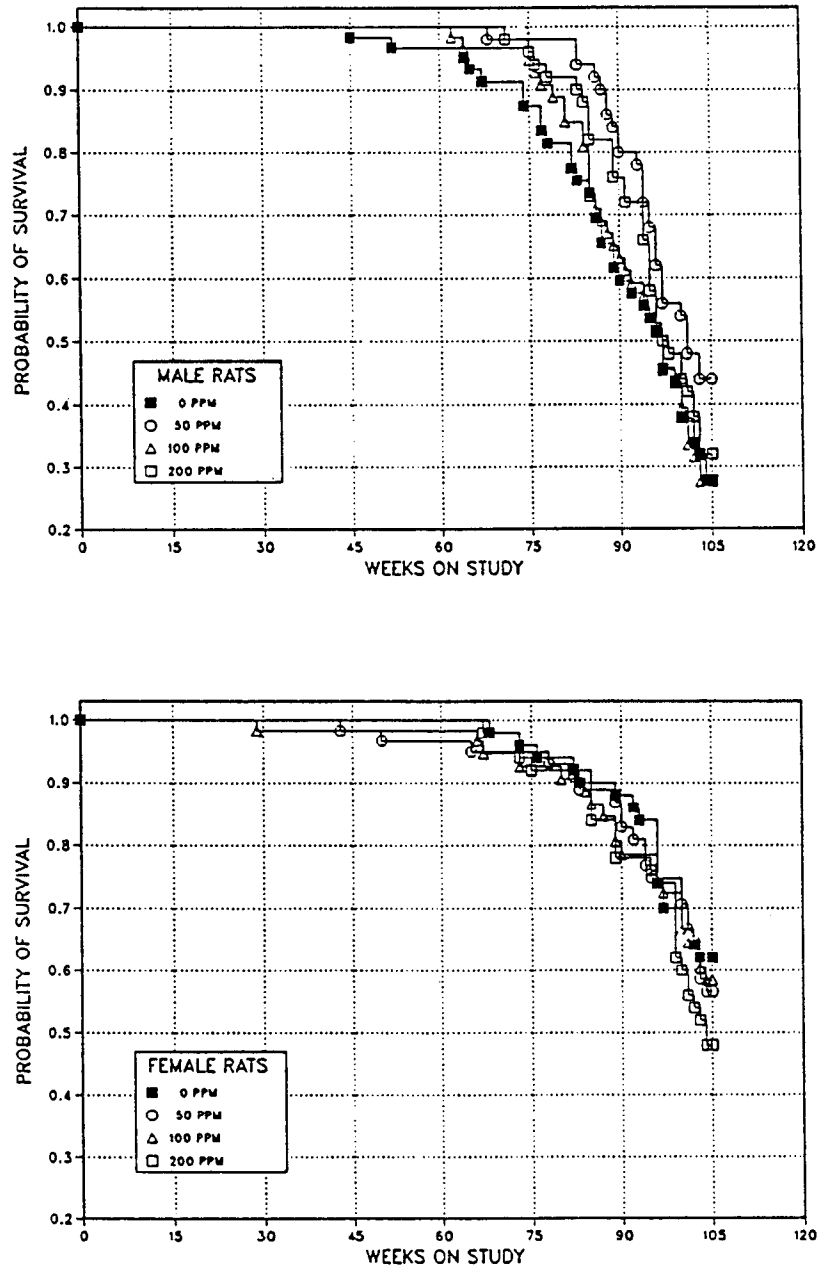 1.0
0.9
0.8
0.7
0.6
0.5
0.4
0.3
0.2
PROBABILITY OF SURVIVAL
MALE RATS
0 PPM
50 PPM
100 PPM
200 PPM
0 15 30 45 60 75 90 105 120
WEEKS ON STUDY
1.0
0.9
0.8
0.7
0.6
0.5
0.4
0.3
0.2
PROBABILITY OF SURVIVAL
FEMALE RATS
0 PPM
50 PPM
100 PPM
200 PPM
0 15 30 45 60 75 90 105 120
WEEKS ON STUDY